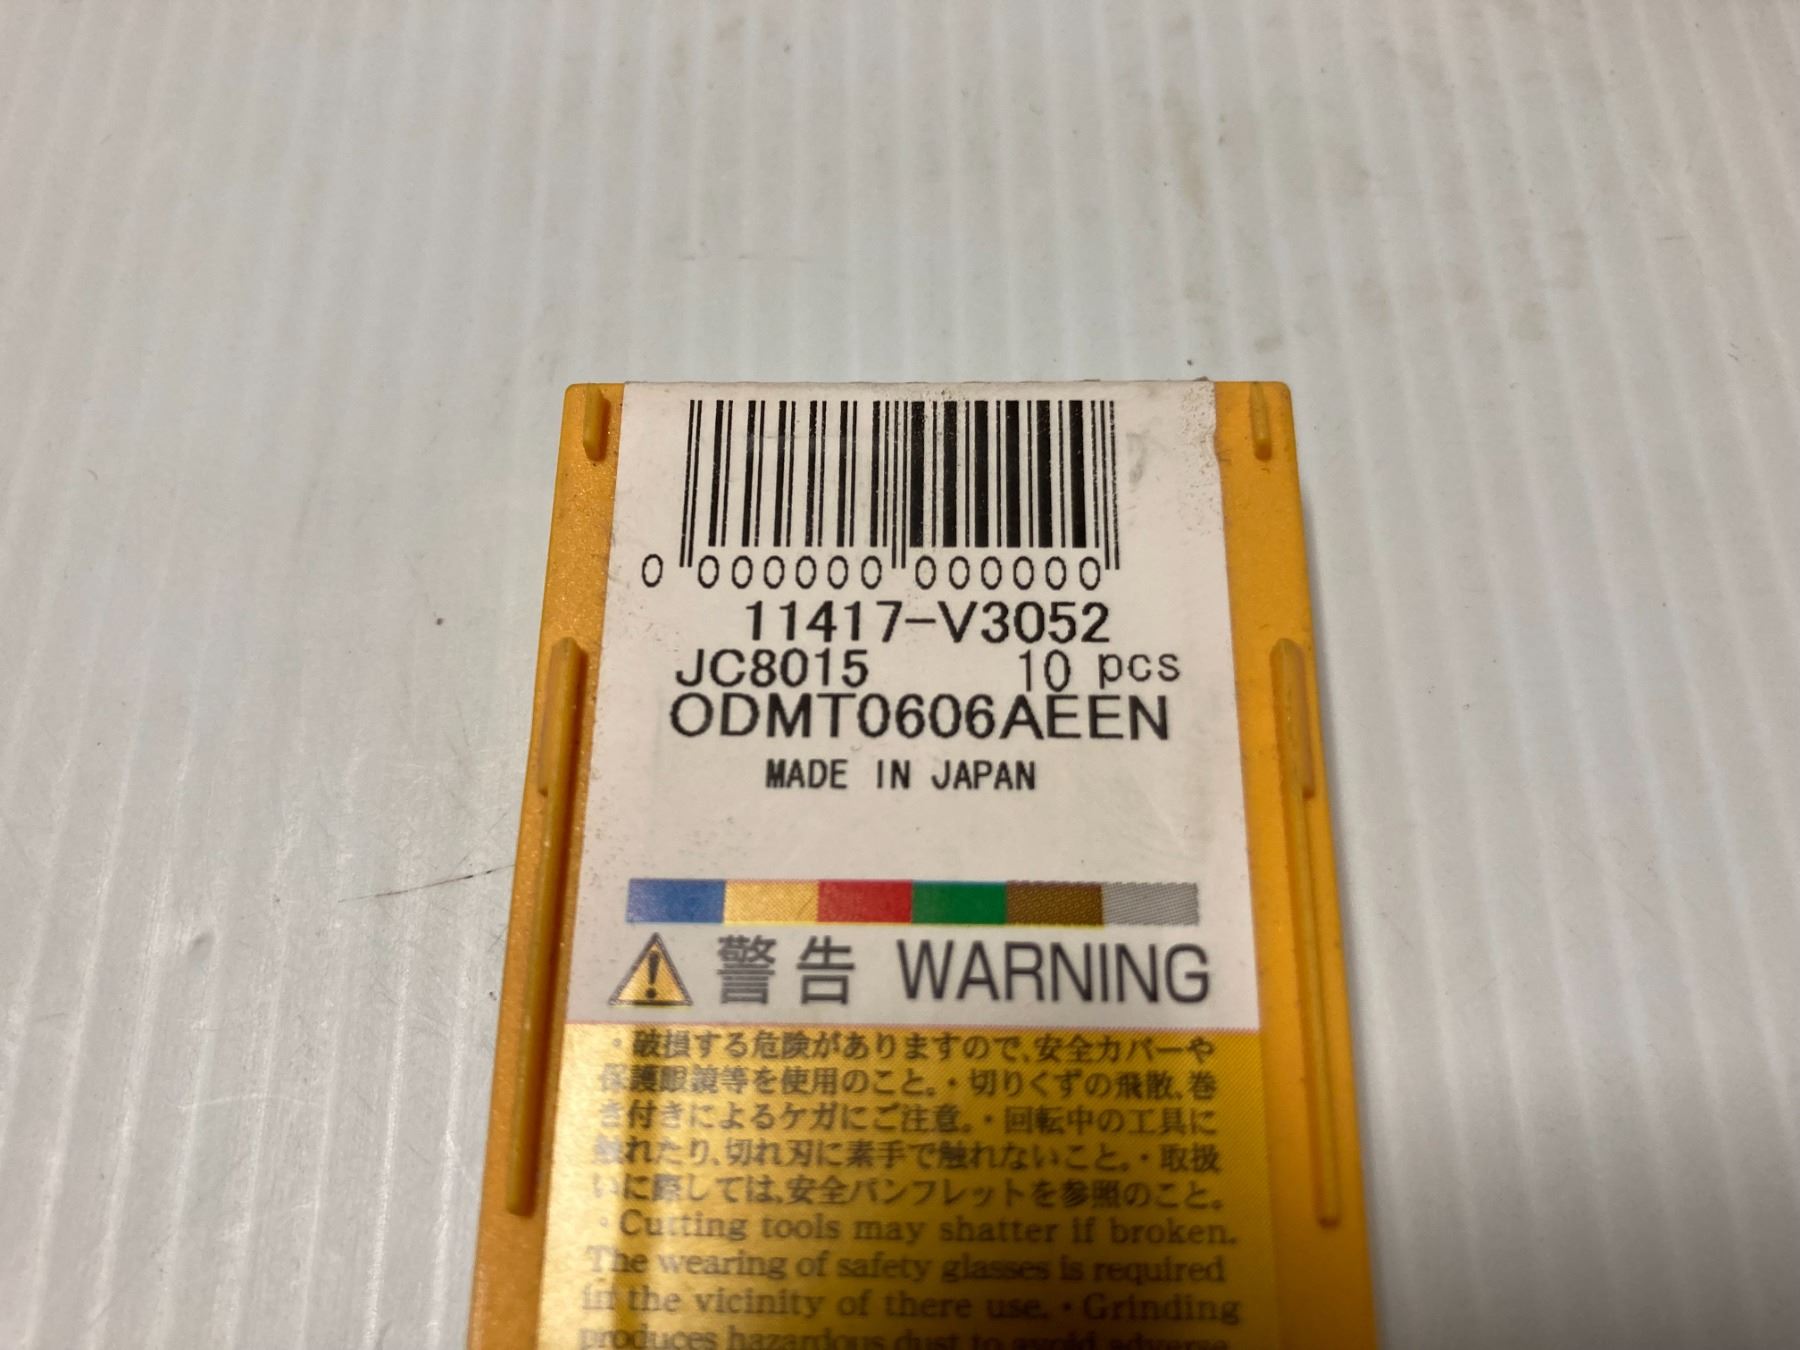 0 000000 000000
11417-V3052
JC8015 10 pcs
ODMT0606AEEN
MADE IN JAPAN
警告 WARNING
・破損する危険がありますので、安全カバーや
保護眼鏡等を使用のこと。・切りくずの飛散、巻
き付きによるケガにご注意。・回転中の工具に
触れたり、切れ刃に素手で触れないこと。・取扱
いに際しては、安全パンフレットを参照のこと。
・Cutting tools may shatter if broken.
The wearing of safety glasses is required
in the vicinity of there use.・Grinding
produces hazardous dust to avoid adverse